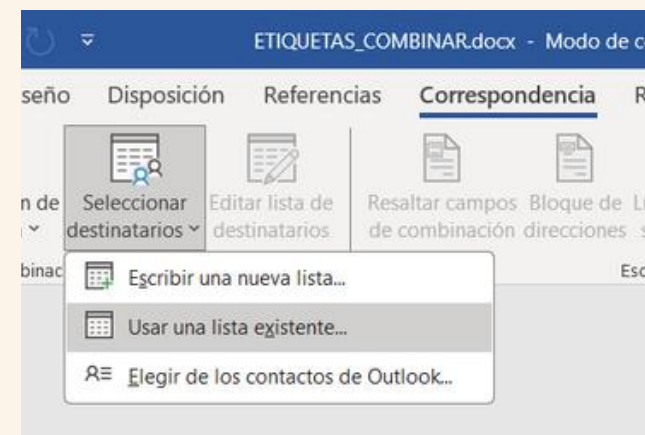 ETIQUETAS_COMBINAR.docx - Modo de c
seño Disposición Referencias Correspondencia R
Seleccionar destinatarios
Editar lista de destinatarios
Resaltar campos de combinación
Bloque de direcciones
n de
binac
Esc
Escribir una nueva lista...
Usar una lista existente...
Elegir de los contactos de Outlook...